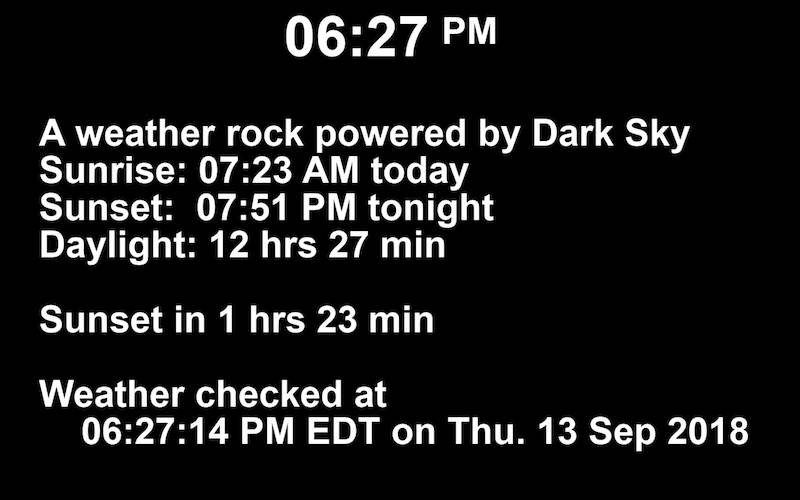 06:27 PM
A weather rock powered by Dark Sky
Sunrise: 07:23 AM today
Sunset: 07:51 PM tonight
Daylight: 12 hrs 27 min
Sunset in 1 hrs 23 min
Weather checked at
06:27:14 PM EDT on Thu. 13 Sep 2018